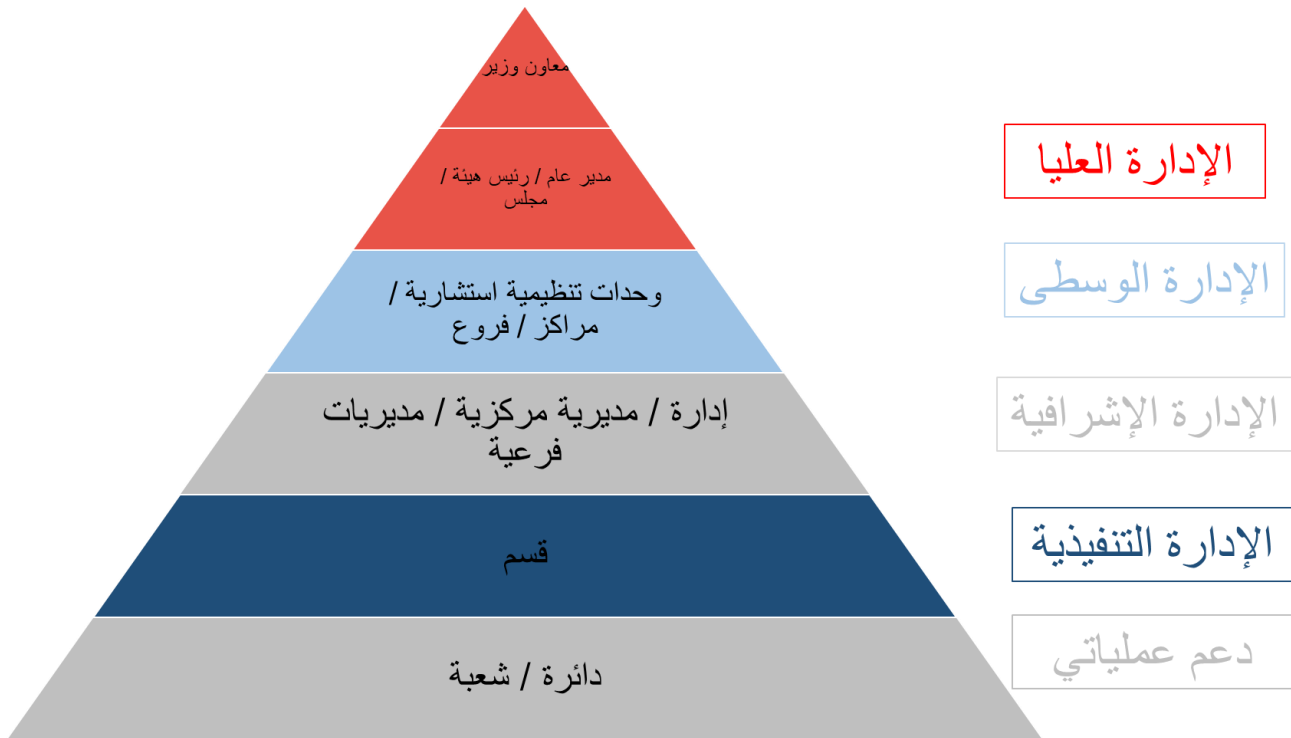 معاون وزير
مدير عام / رئيس هيئة /
مجلس
الإدارة العليا
وحدات تنظيمية استشارية /
مراكز / فروع
الإدارة الوسطى
إدارة / مديرية مركزية / مديريات
فرعية
الإدارة الإشرافية
قسم
الإدارة التنفيذية
دائرة / شعبة
دعم عملياتي